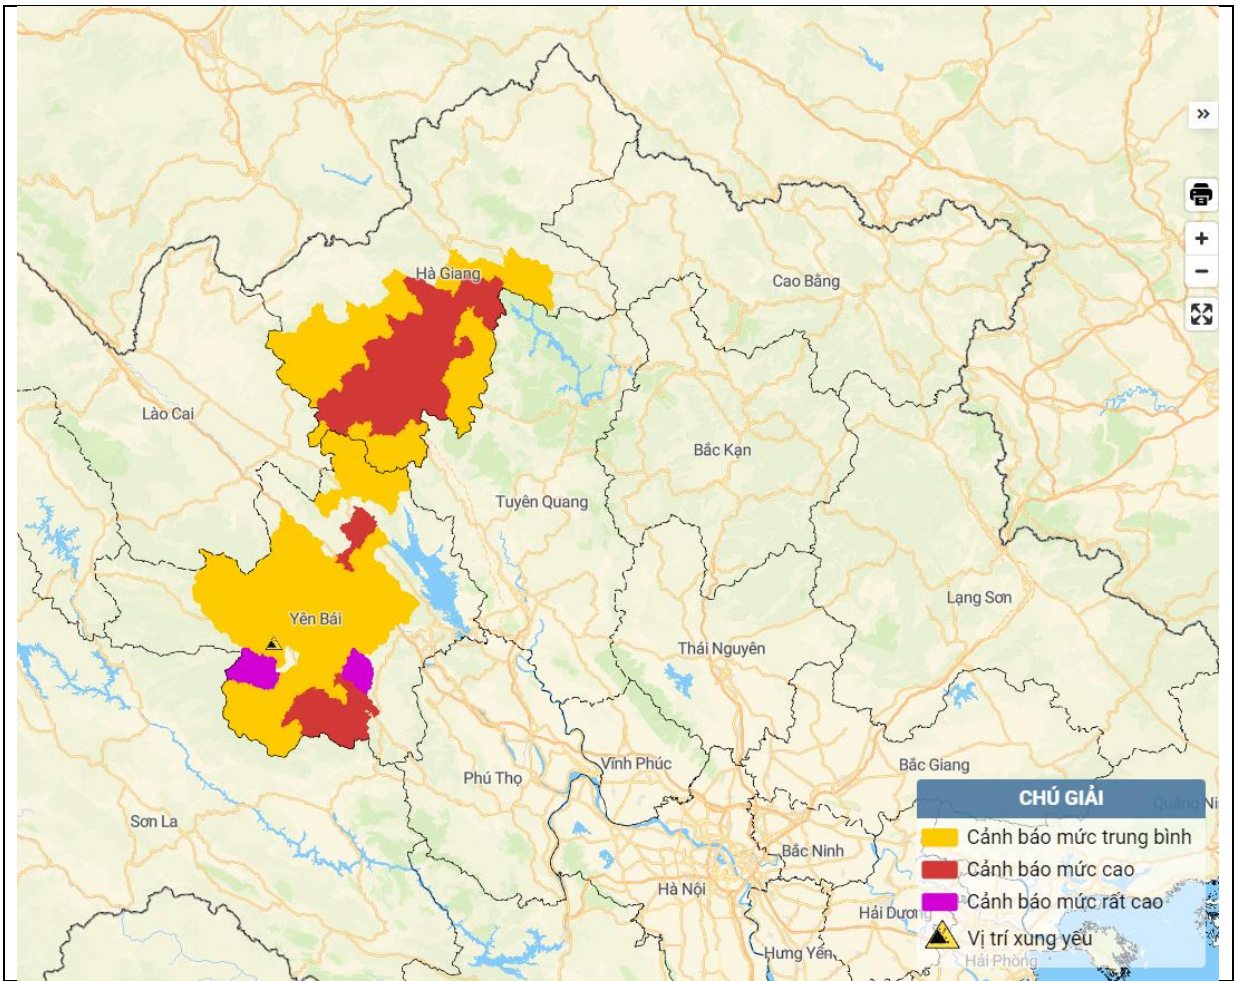 »
Hà Giang
Cao Bằng
+
−
Lào Cai
Bắc Kạn
Tuyên Quang
Lạng Sơn
Yên Bái
Thái Nguyên
Vĩnh Phúc
Bắc Giang
Phú Thọ
CHÚ GIẢI
Quảng Ni
Sơn La
Cảnh báo mức trung bình
Bắc Ninh
Cảnh báo mức cao
Hà Nội
Cảnh báo mức rất cao
Hải Dương
Vị trí xung yếu
Hưng Yên
Hải Phòng